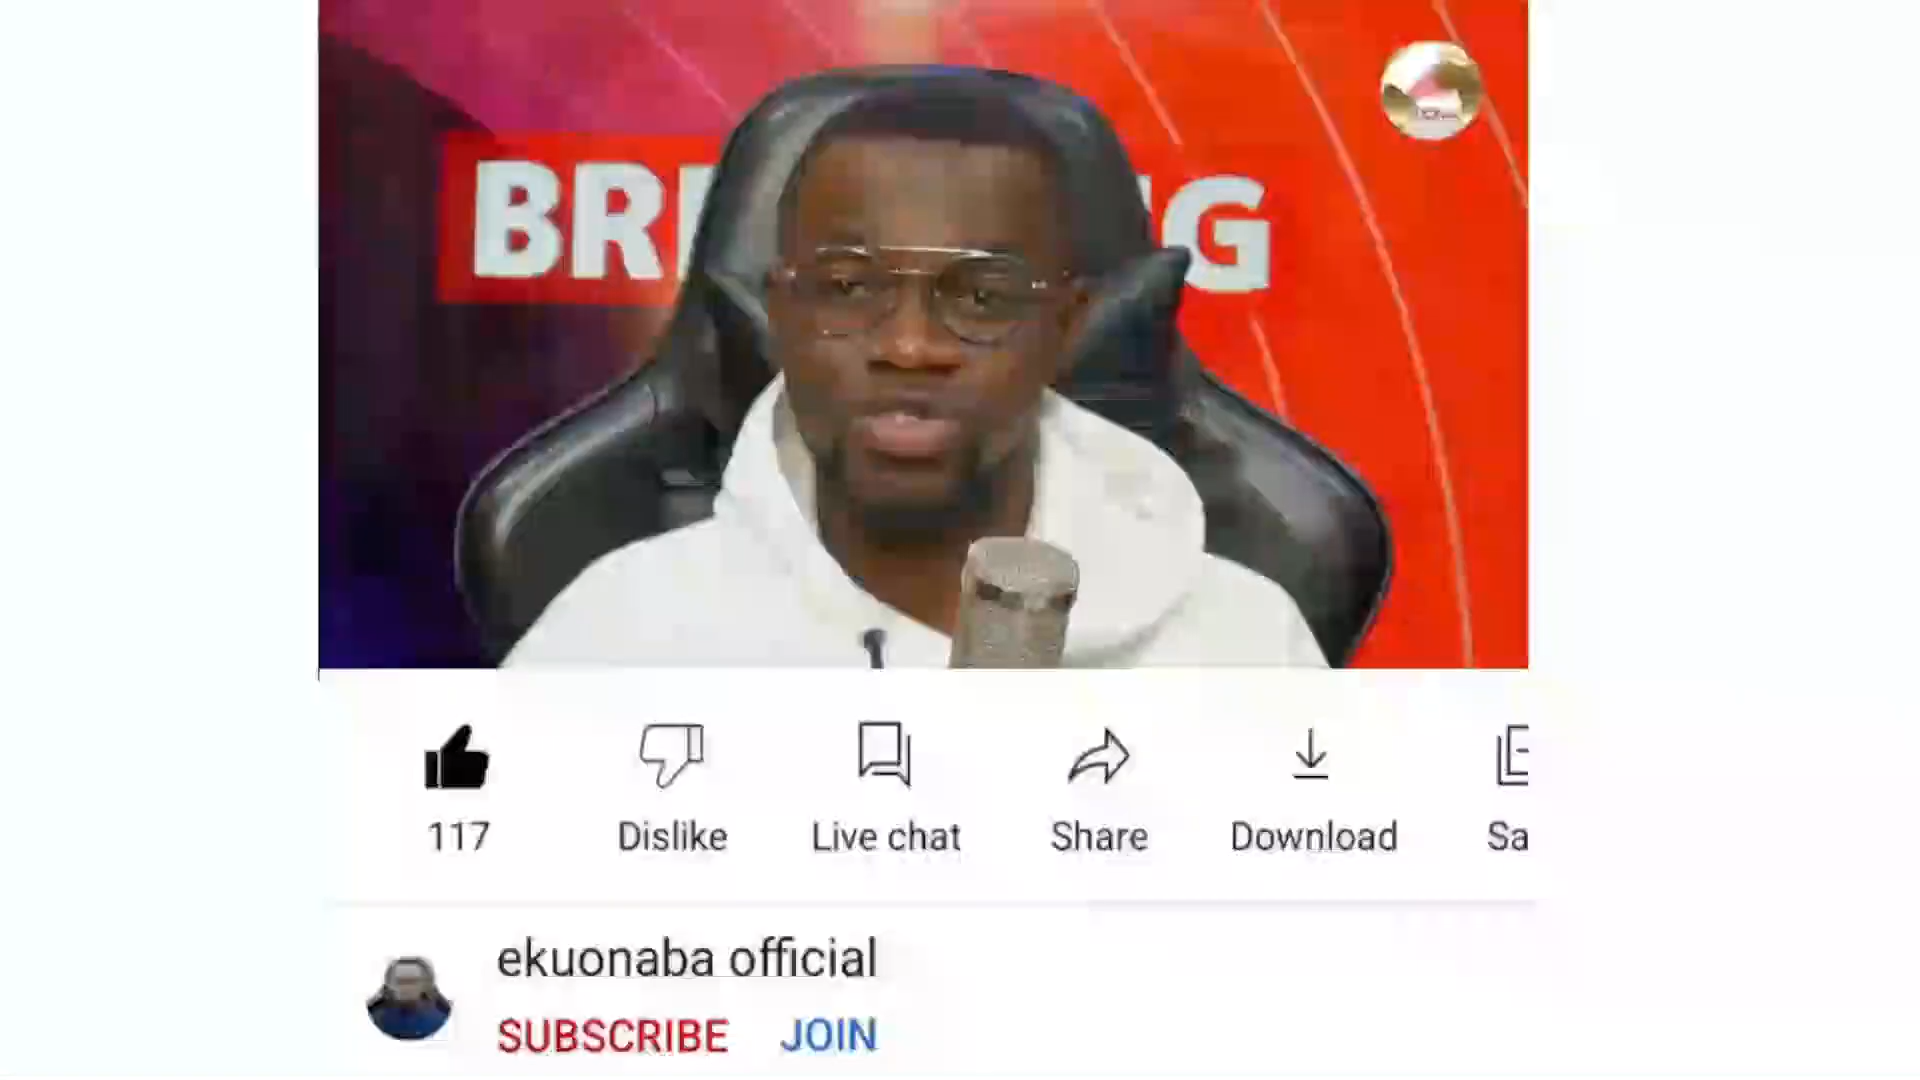 BR G
117 Dislike Live chat Share Download Sa
ekuonaba official
SUBSCRIBE JOIN